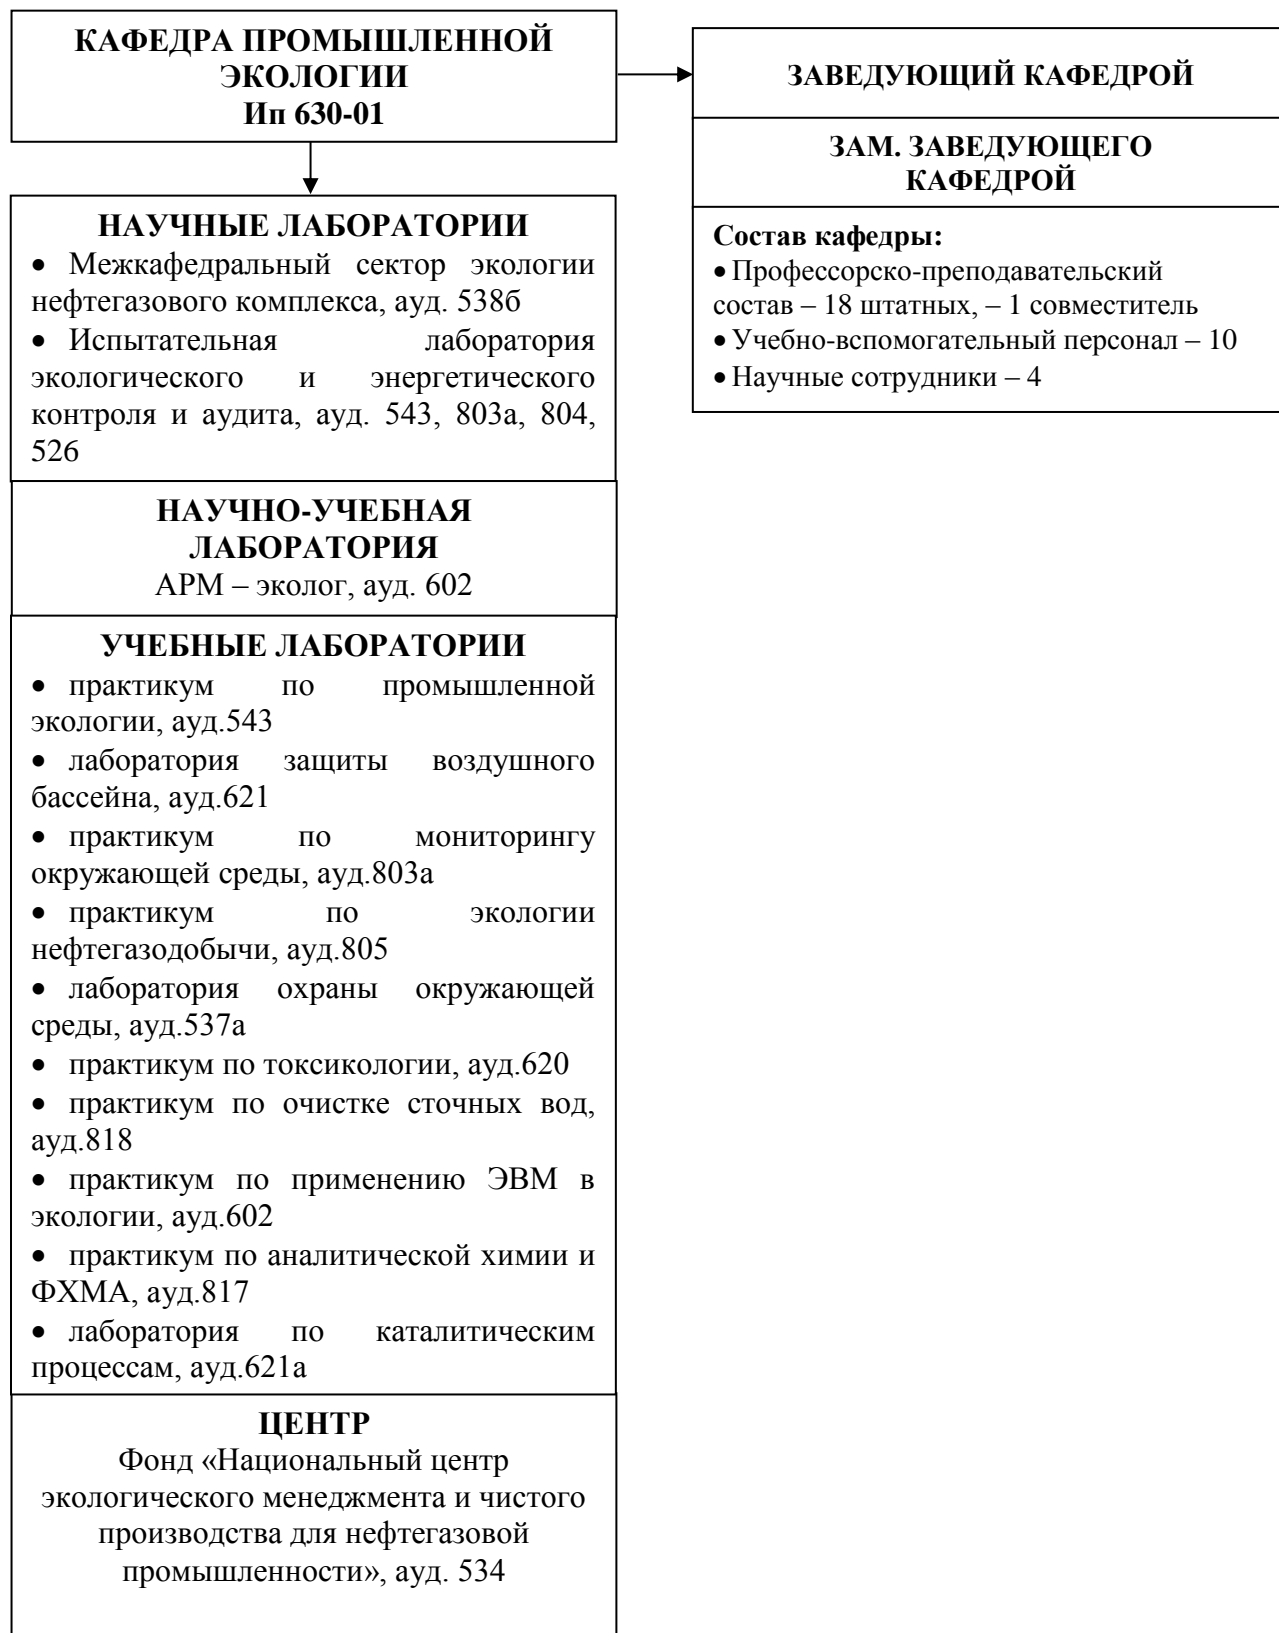 КАФЕДРА ПРОМЫШЛЕННОЙ
ЭКОЛОГИИ
Ип 630-01
ЗАВЕДУЮЩИЙ КАФЕДРОЙ
ЗАМ. ЗАВЕДУЮЩЕГО
КАФЕДРОЙ
Состав кафедры:
• Профессорско-преподавательский
состав – 18 штатных, – 1 совместитель
• Учебно-вспомогательный персонал – 10
• Научные сотрудники – 4
НАУЧНЫЕ ЛАБОРАТОРИИ
• Межкафедральный сектор экологии
нефтегазового комплекса, ауд. 538б
• Испытательная лаборатория
экологического и энергетического
контроля и аудита, ауд. 543, 803а, 804,
526
НАУЧНО-УЧЕБНАЯ
ЛАБОРАТОРИЯ
АРМ – эколог, ауд. 602
УЧЕБНЫЕ ЛАБОРАТОРИИ
• практикум по промышленной
экологии, ауд.543
• лаборатория защиты воздушного
бассейна, ауд.621
• практикум по мониторингу
окружающей среды, ауд.803а
• практикум по экологии
нефтегазодобычи, ауд.805
• лаборатория охраны окружающей
среды, ауд.537а
• практикум по токсикологии, ауд.620
• практикум по очистке сточных вод,
ауд.818
• практикум по применению ЭВМ в
экологии, ауд.602
• практикум по аналитической химии и
ФХМА, ауд.817
• лаборатория по каталитическим
процессам, ауд.621а
ЦЕНТР
Фонд «Национальный центр
экологического менеджмента и чистого
производства для нефтегазовой
промышленности», ауд. 534